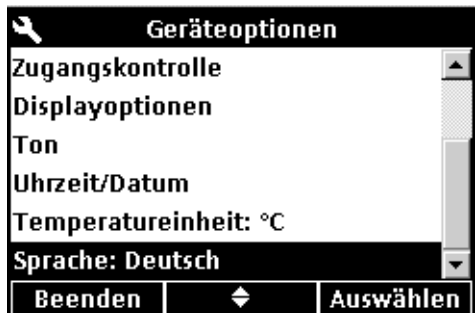 Geräteoptionen
Zugangskontrolle
Displayoptionen
Ton
Uhrzeit/Datum
Temperatureinheit: °C
Sprache: Deutsch
Beenden Auswählen